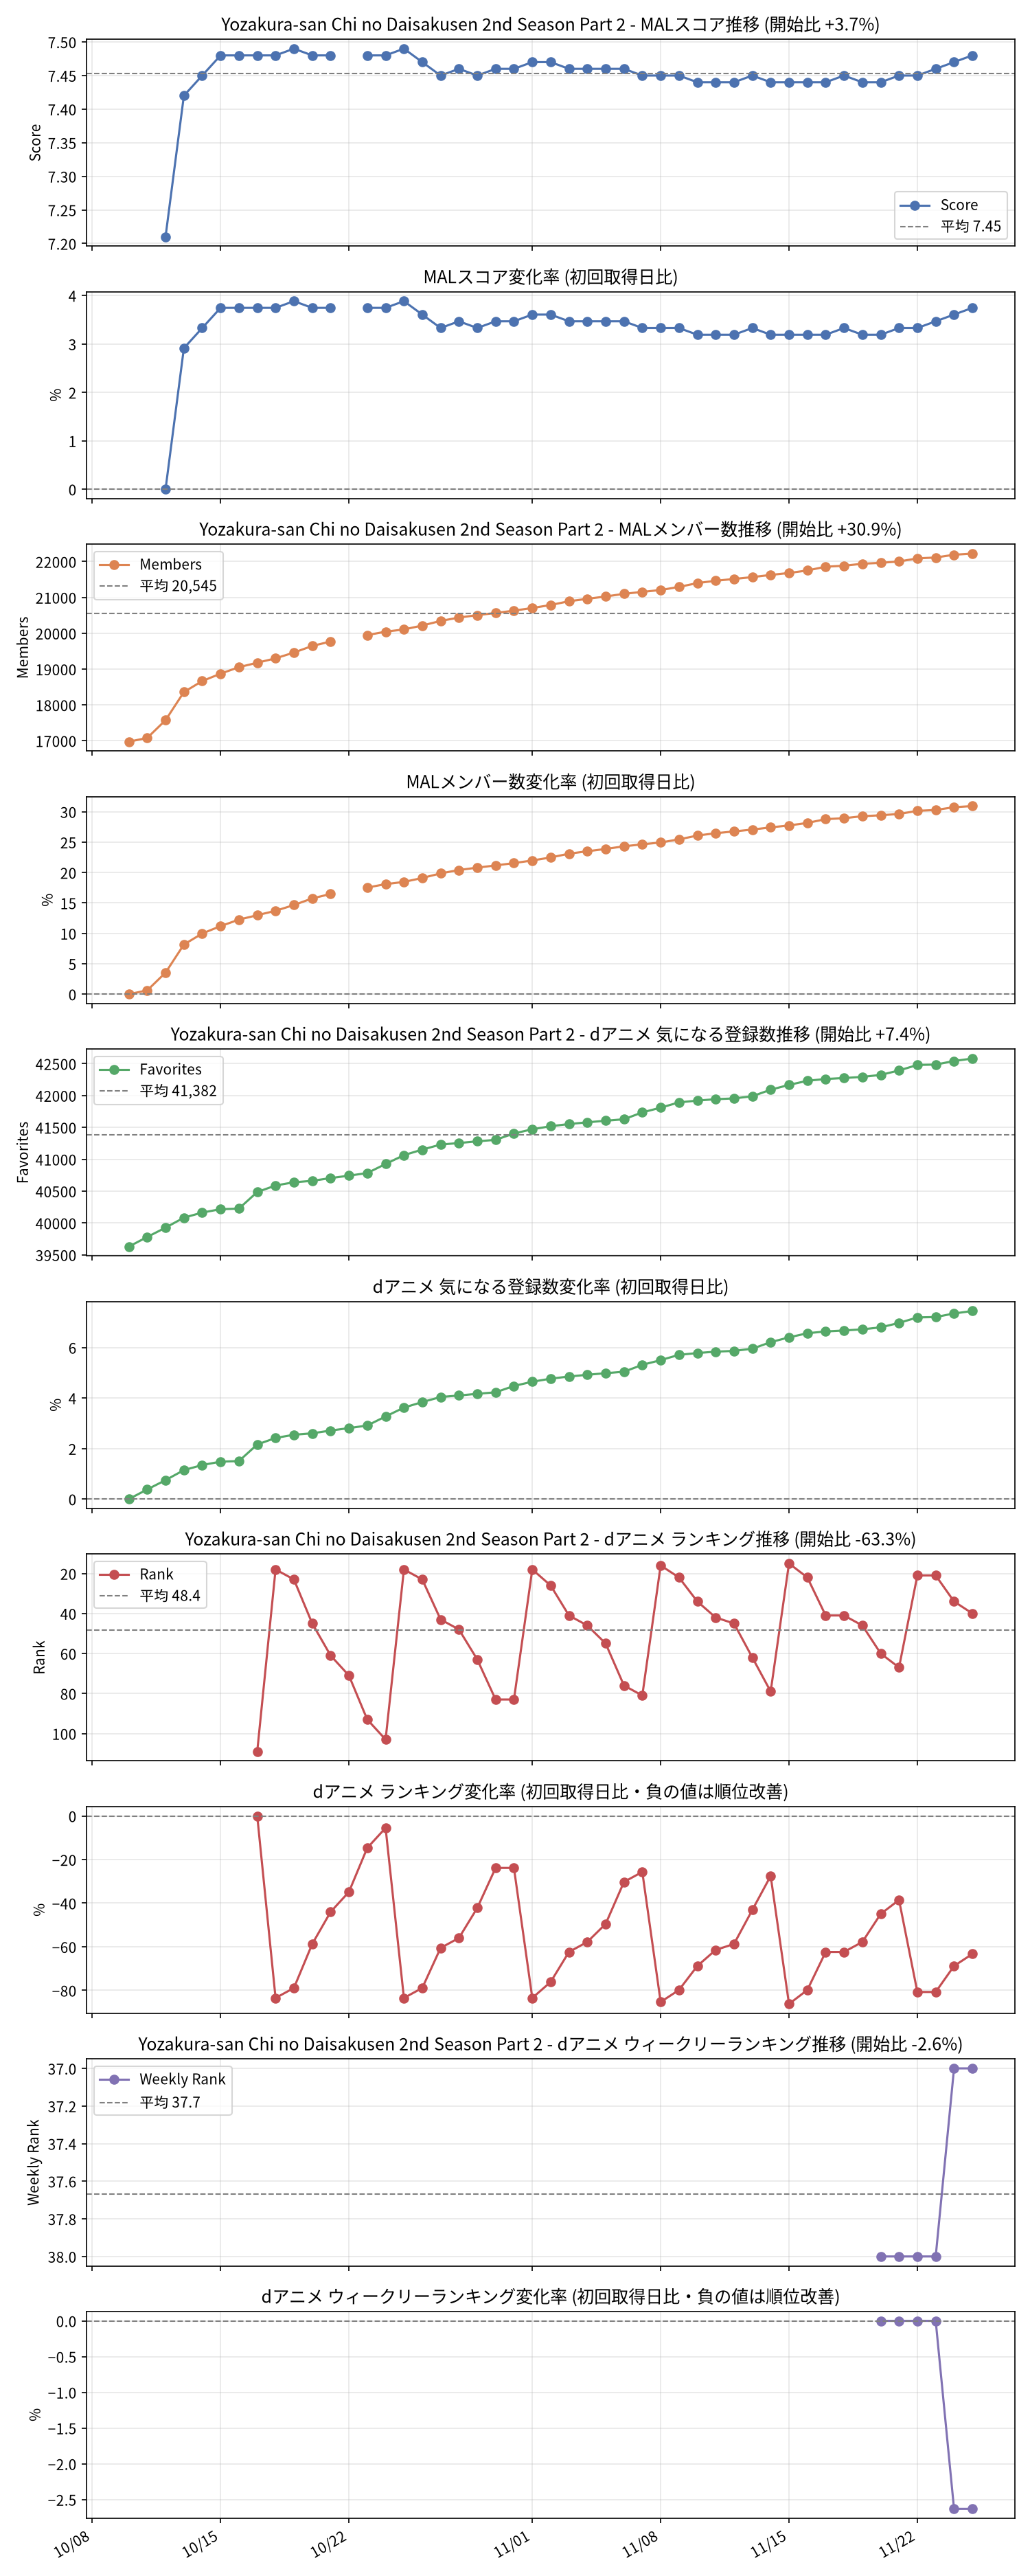 Yozakura-san Chi no Daisakusen 2nd Season Part 2 - MALスコア推移 (開始比 +3.7%)
7.50
7.45
7.40
7.35
7.30
7.25
7.20
Score
Score
平均 7.45
MALスコア変化率 (初回取得日比)
4
3
2
1
0
%
Yozakura-san Chi no Daisakusen 2nd Season Part 2 - MALメンバー数推移 (開始比 +30.9%)
Members
平均 20,545
22000
21000
20000
19000
18000
17000
Members
MALメンバー数変化率 (初回取得日比)
30
25
20
15
10
5
0
%
Yozakura-san Chi no Daisakusen 2nd Season Part 2 - dアニメ 気になる登録数推移 (開始比 +7.4%)
Favorites
平均 41,382
42500
42000
41500
41000
40500
40000
39500
Favorites
dアニメ 気になる登録数変化率 (初回取得日比)
6
4
2
0
%
Yozakura-san Chi no Daisakusen 2nd Season Part 2 - dアニメ ランキング推移 (開始比 -63.3%)
Rank
平均 48.4
20
40
60
80
100
Rank
dアニメ ランキング変化率 (初回取得日比・負の値は順位改善)
0
−20
−40
−60
−80
%
Yozakura-san Chi no Daisakusen 2nd Season Part 2 - dアニメ ウィークリーランキング推移 (開始比 -2.6%)
Weekly Rank
平均 37.7
37.0
37.2
37.4
37.6
37.8
38.0
Weekly Rank
dアニメ ウィークリーランキング変化率 (初回取得日比・負の値は順位改善)
0.0
−0.5
−1.0
−1.5
−2.0
−2.5
%
10/08
10/15
10/22
11/01
11/08
11/15
11/22